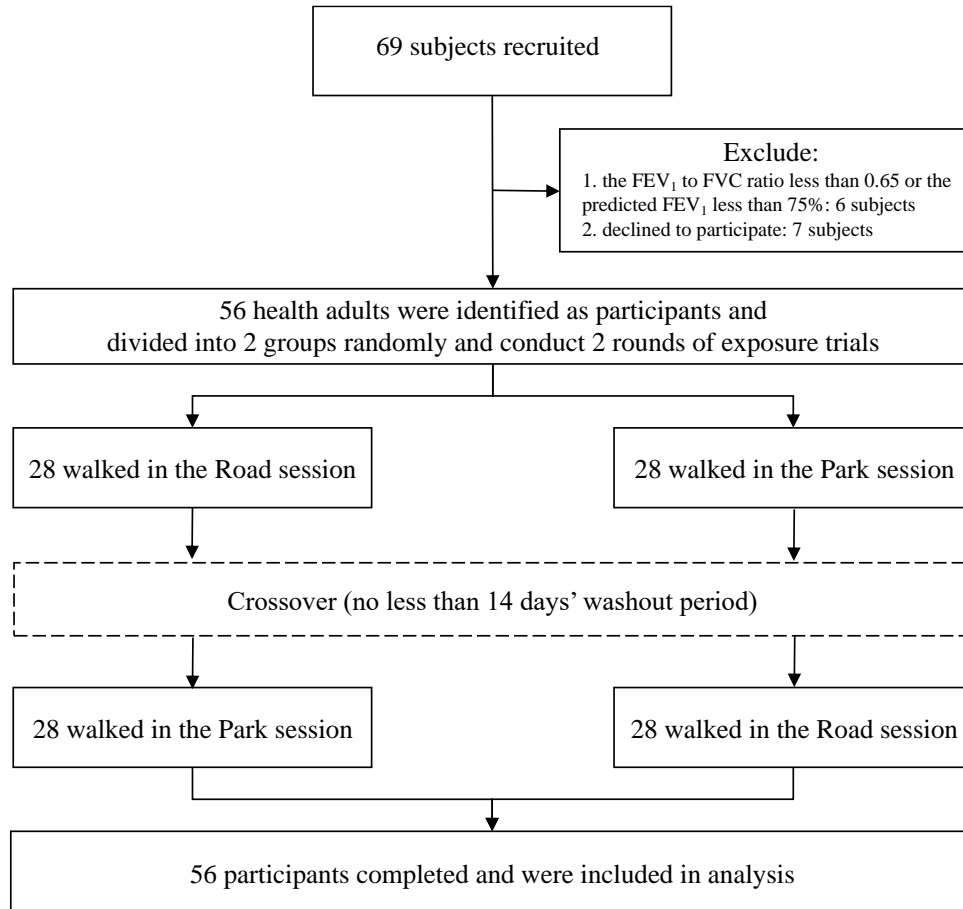 69 subjects recruited
Exclude:
1. the FEV₁ to FVC ratio less than 0.65 or the
predicted FEV₁ less than 75%: 6 subjects
2. declined to participate: 7 subjects
56 health adults were identified as participants and
divided into 2 groups randomly and conduct 2 rounds of exposure trials
28 walked in the Road session
28 walked in the Park session
Crossover (no less than 14 days’ washout period)
28 walked in the Park session
28 walked in the Road session
56 participants completed and were included in analysis